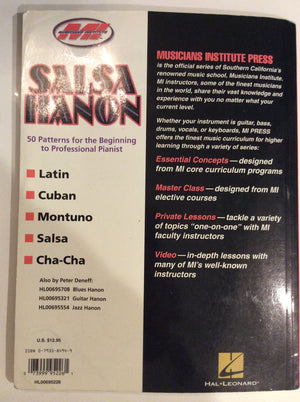 MI
MUSICIANS INSTITUTE
SALSA
HANON
50 Patterns for the Beginning
to Professional Pianist
Latin
Cuban
Montuno
Salsa
Cha-Cha
Also by Peter Deneff:
HL00695708 Blues Hanon
HL00695321 Guitar Hanon
HL00695554 Jazz Hanon
U.S. $12.95
HL00695226
MUSICIANS INSTITUTE PRESS
is the official series of Southern California's
renowned music school, Musicians Institute.
MI instructors, some of the finest musicians
in the world, share their vast knowledge and
experience with you no matter what your
current level.
Whether your instrument is guitar, bass,
drums, vocals, or keyboards, MI PRESS
offers the finest music curriculum for higher
learning through a variety of series:
Essential Concepts — designed
from MI core curriculum programs
Master Class — designed from MI
elective courses
Private Lessons — tackle a variety
of topics "one-on-one" with MI
faculty instructors
Video — in-depth lessons with
many of MI's well-known
instructors
HAL•LEONARD